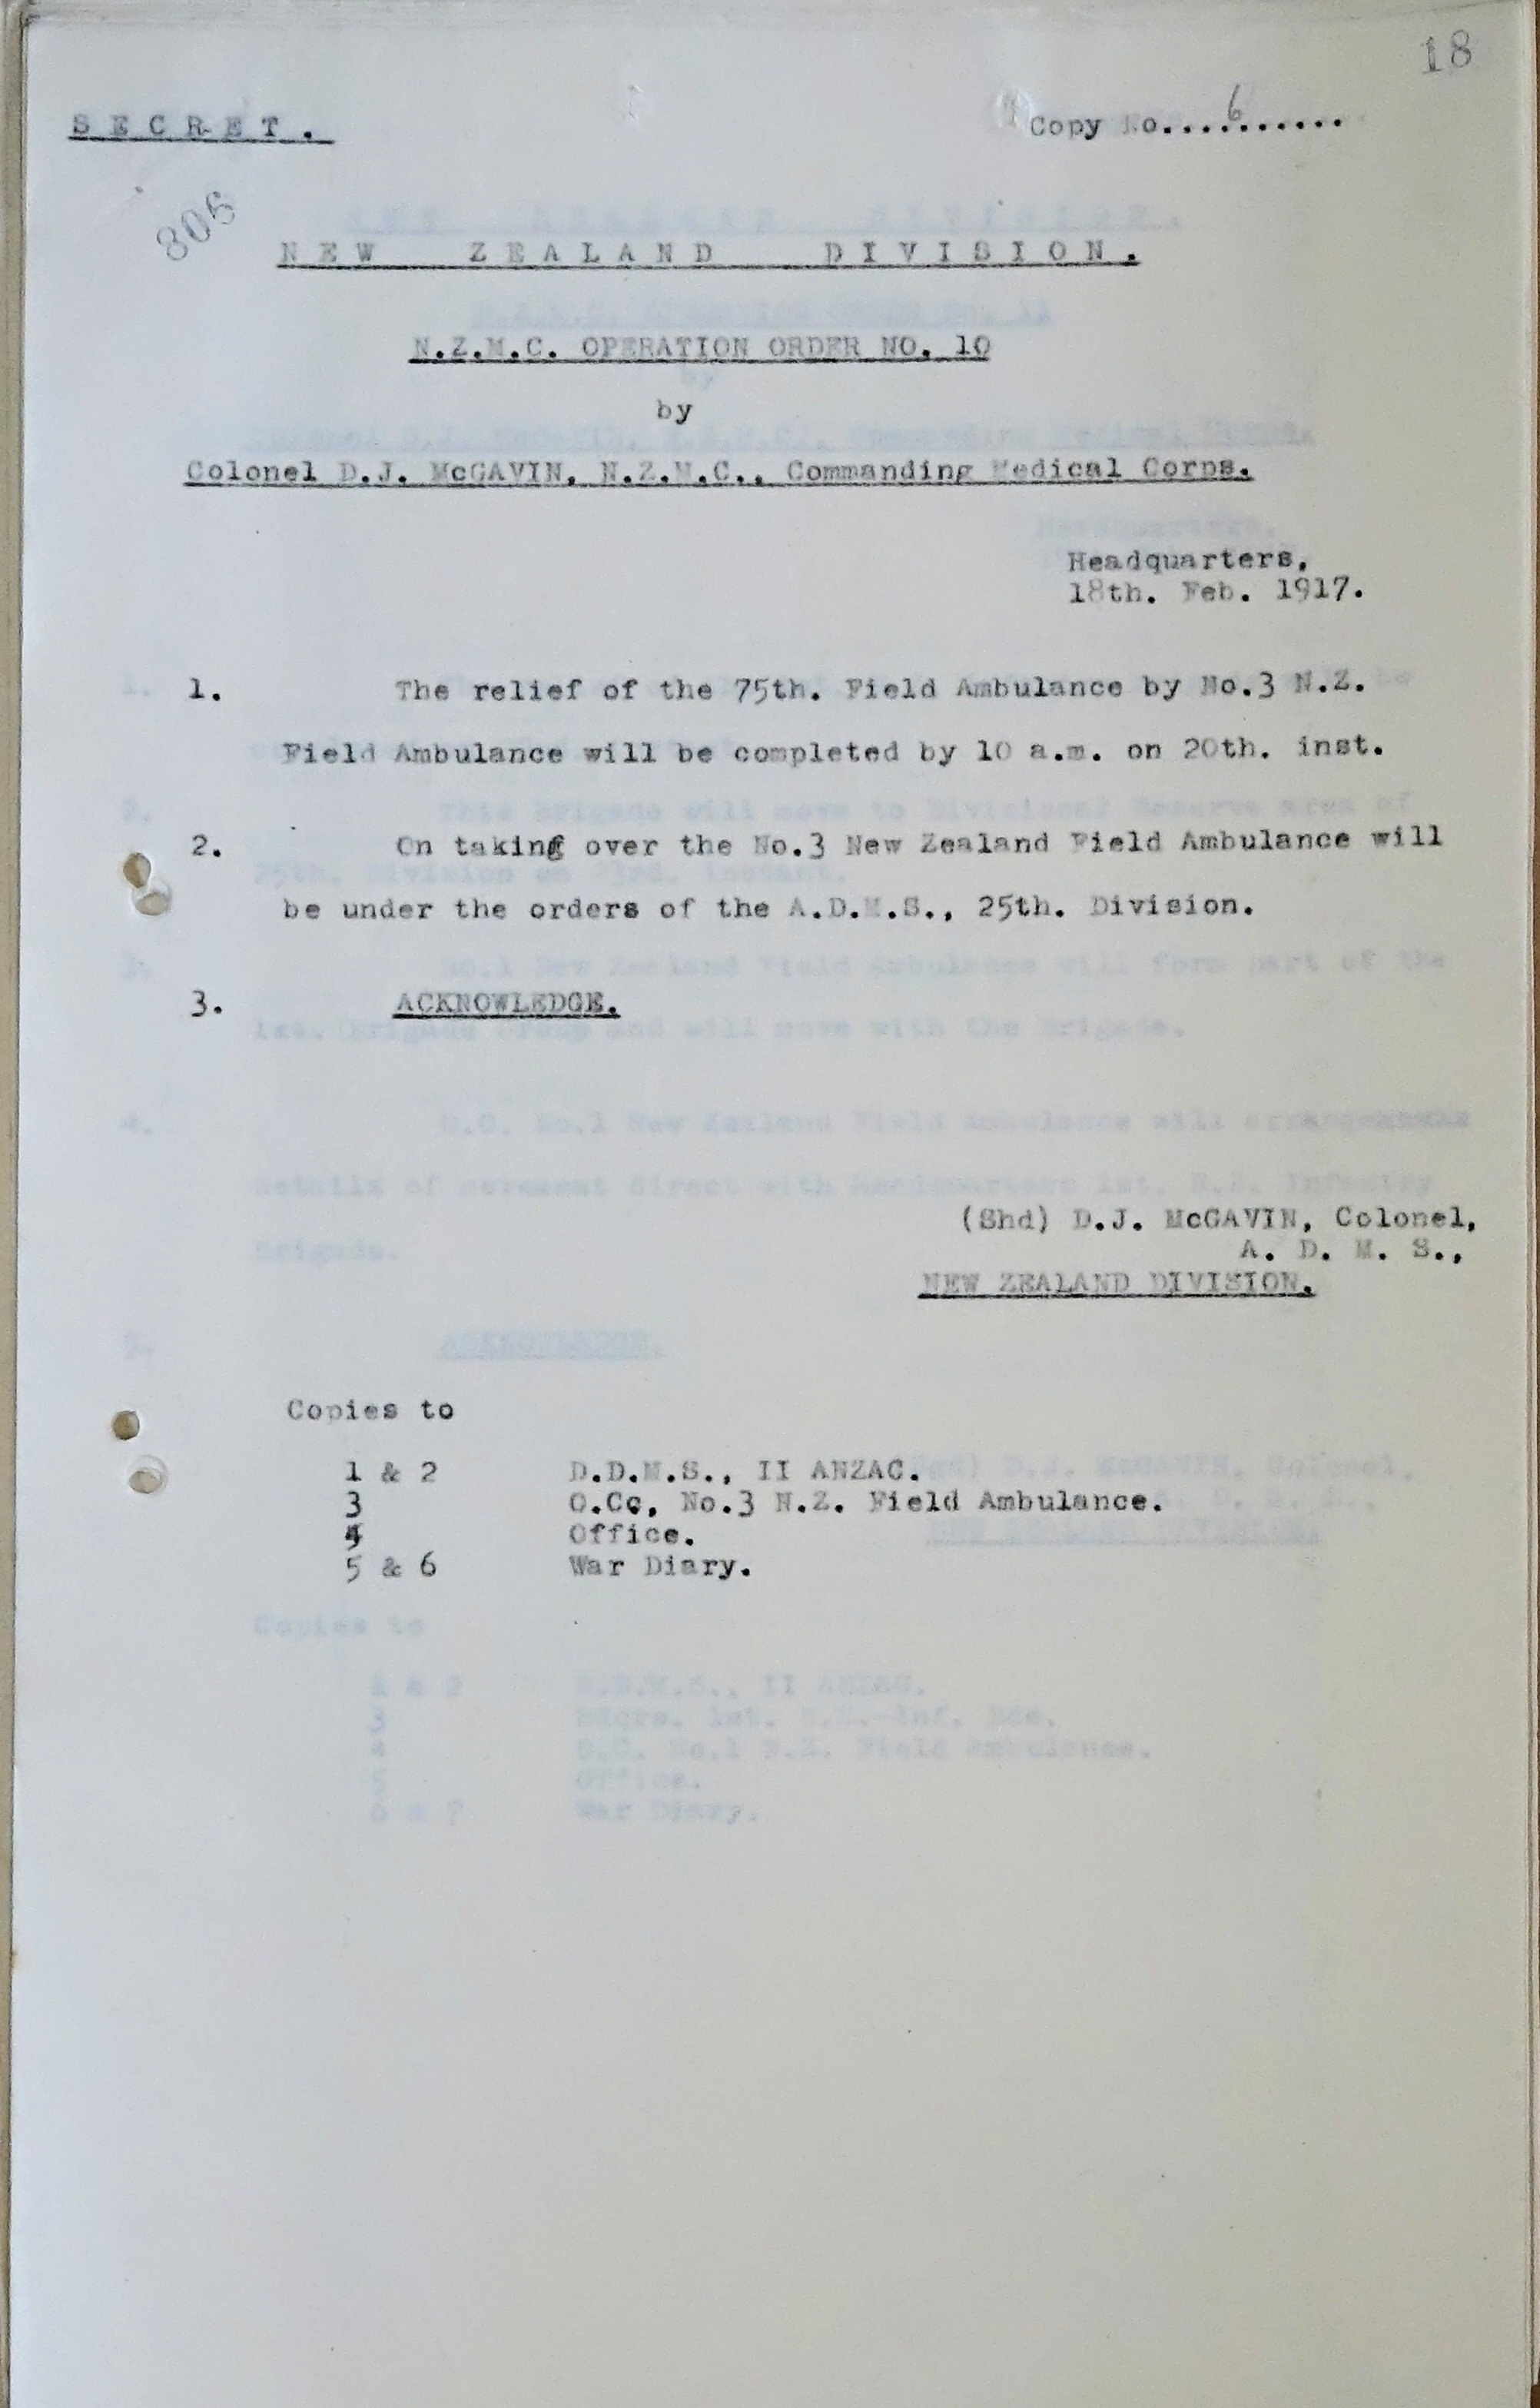 18
SECRET.
Copy No....6.......
806
NEW ZEALAND DIVISION.
N.Z.M.C. OPERATION ORDER NO. 10
by
Colonel D.J. McGAVIN, N.Z.M.C., Commanding Medical Corps.
Headquarters,
18th. Feb. 1917.
1. The relief of the 75th. Field Ambulance by No.3 N.Z.
Field Ambulance will be completed by 10 a.m. on 20th. inst.
2. On taking over the No.3 New Zealand Field Ambulance will
be under the orders of the A.D.M.S., 25th. Division.
3. ACKNOWLEDGE.
(Shd) D.J. McGAVIN, Colonel,
A. D. M. S.,
NEW ZEALAND DIVISION.
Copies to
1 & 2 D.D.M.S., II ANZAC.
3 O.Cc, No.3 N.Z. Field Ambulance.
4 Office.
5 & 6 War Diary.